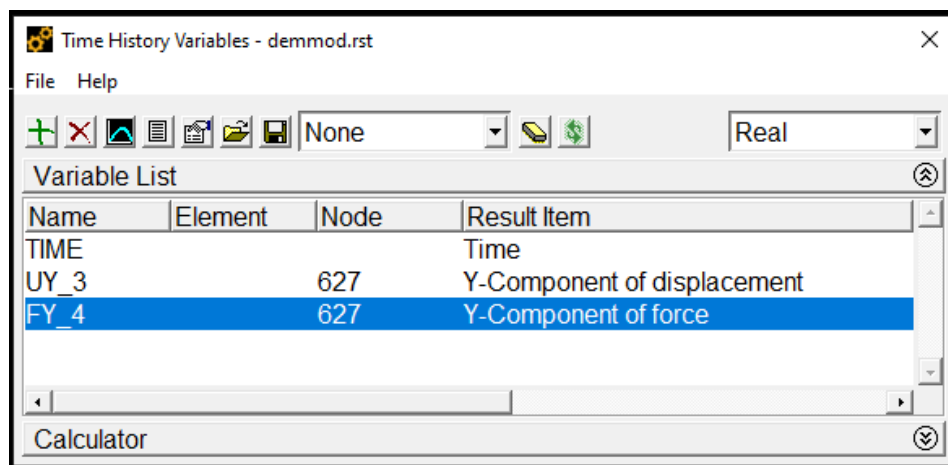 Time History Variables - demmod.rst
File Help
None Real
Variable List
Name Element Node Result Item
TIME Time
UY_3 627 Y-Component of displacement
FY_4 627 Y-Component of force
Calculator